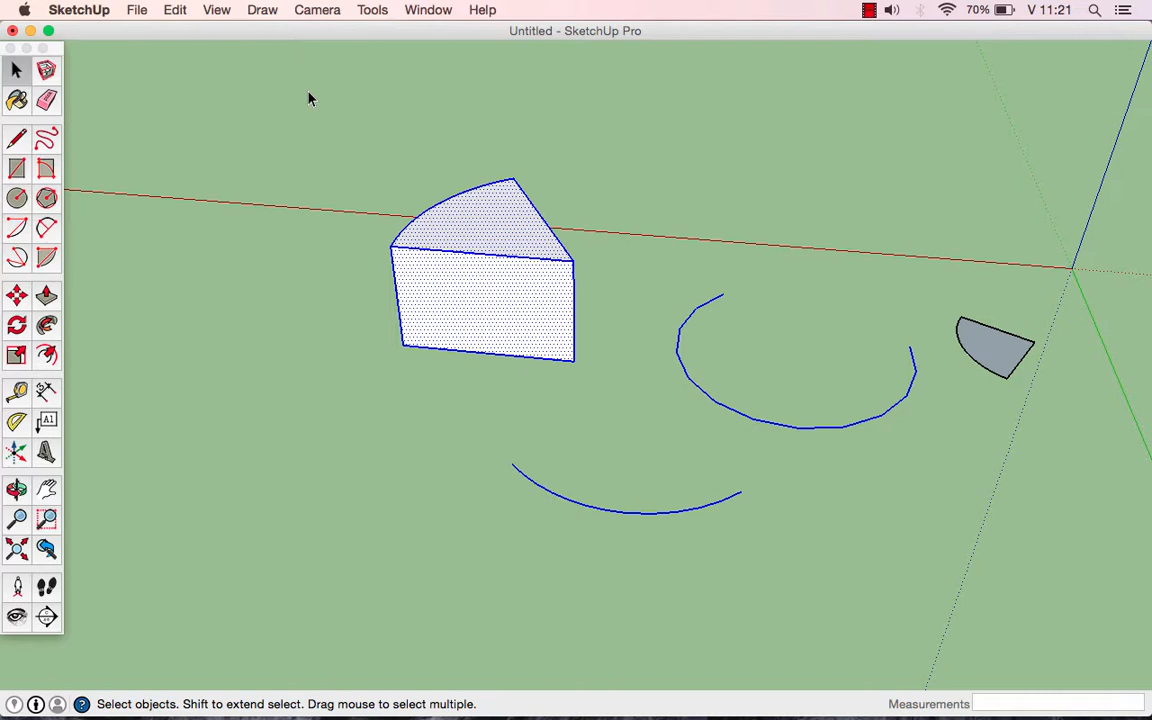 SketchUp File Edit View Draw Camera Tools Window Help 70% V 11:21
Untitled - SketchUp Pro
A1
Select objects. Shift to extend select. Drag mouse to select multiple. Measurements